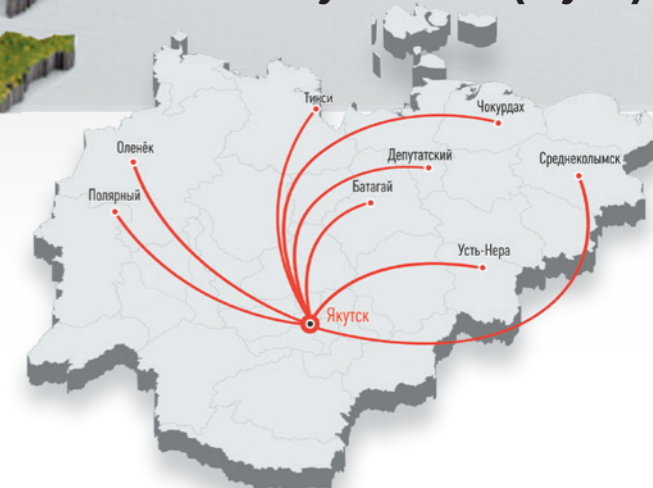 Тикси
Чокурдах
Оленёк
Депутатский
Среднеколымск
Батагай
Полярный
Усть-Нера
Якутск